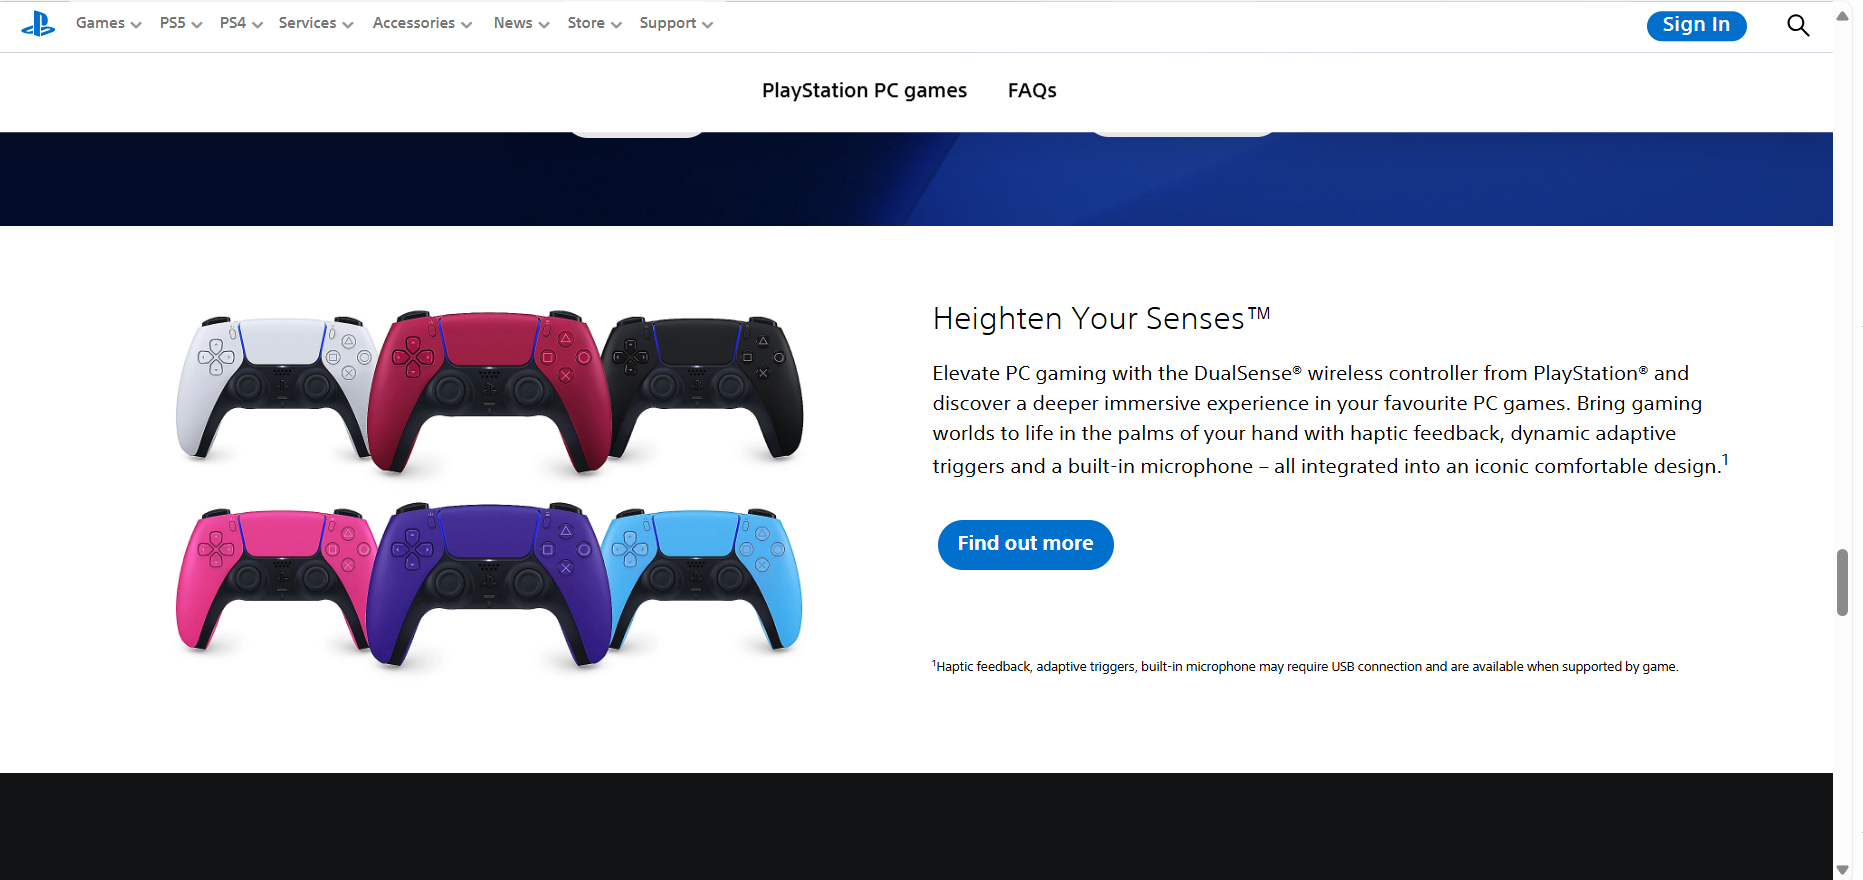 Games PS5 PS4 Services Accessories News Store Support Sign In
PlayStation PC games FAQs
Heighten Your Senses™
Elevate PC gaming with the DualSense® wireless controller from PlayStation® and
discover a deeper immersive experience in your favourite PC games. Bring gaming
worlds to life in the palms of your hand with haptic feedback, dynamic adaptive
triggers and a built-in microphone – all integrated into an iconic comfortable design.¹
Find out more
¹Haptic feedback, adaptive triggers, built-in microphone may require USB connection and are available when supported by game.